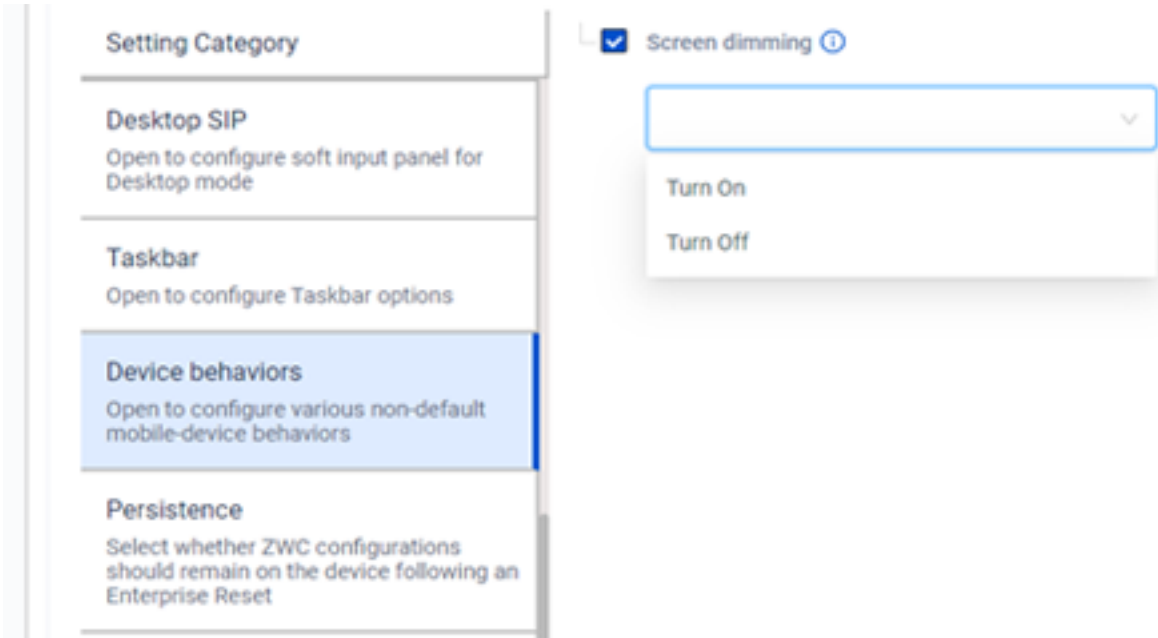 Setting Category
Desktop SIP
Open to configure soft input panel for
Desktop mode
Taskbar
Open to configure Taskbar options
Device behaviors
Open to configure various non-default
mobile-device behaviors
Persistence
Select whether ZWC configurations
should remain on the device following an
Enterprise Reset
Screen dimming
Turn On
Turn Off